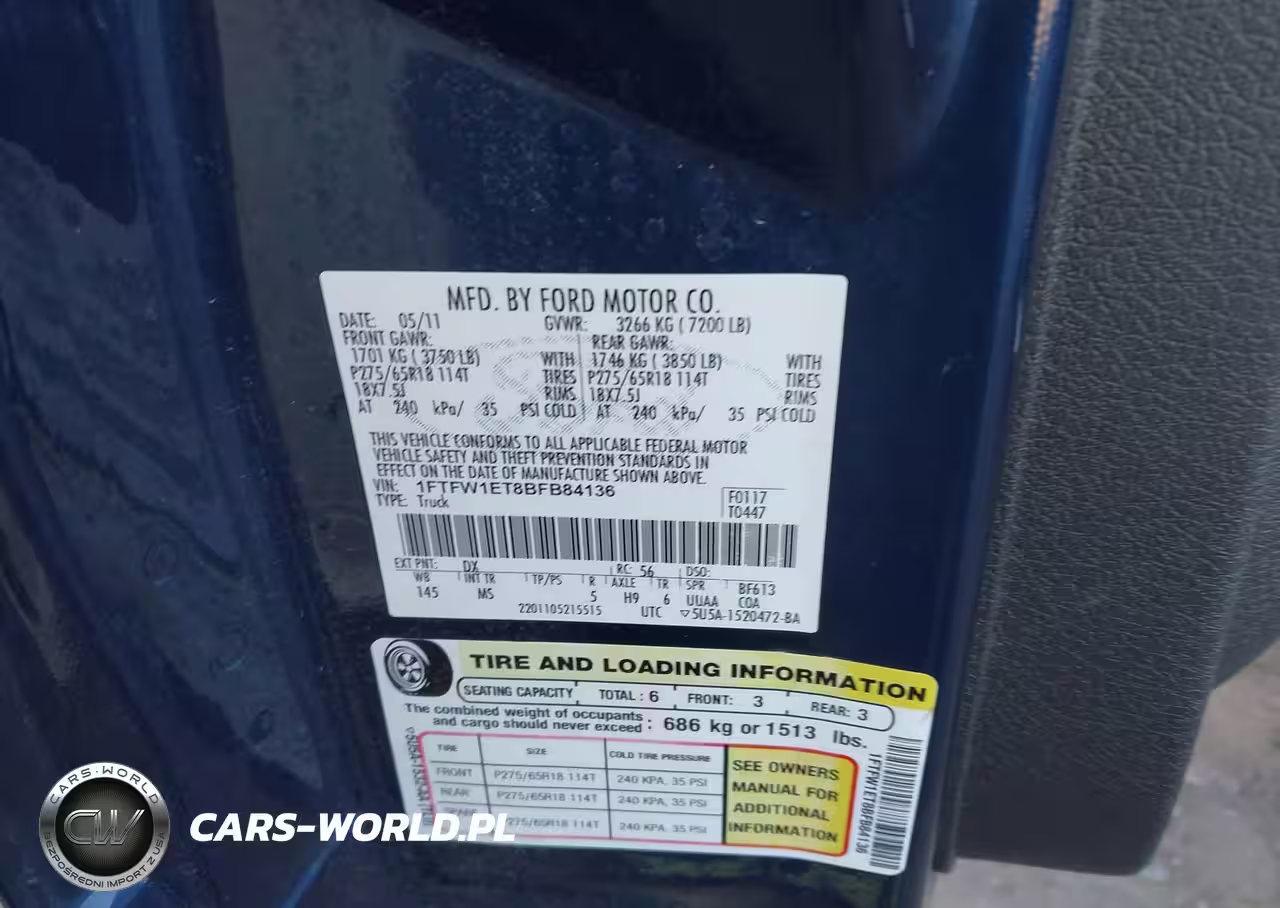 MFD. BY FORD MOTOR CO.
DATE: 05/11 GVWR: 3266 KG ( 7200 LB)
FRONT GAWR: REAR GAWR:
1701 KG ( 3750 LB) WITH 1746 KG ( 3850 LB) WITH
P275/65R18 114T TIRES P275/65R18 114T TIRES
18X7.5J RIMS 18X7.5J RIMS
AT 240 kPa/ 35 PSI COLD AT 240 kPa/ 35 PSI COLD
THIS VEHICLE CONFORMS TO ALL APPLICABLE FEDERAL MOTOR
VEHICLE SAFETY AND THEFT PREVENTION STANDARDS IN
EFFECT ON THE DATE OF MANUFACTURE SHOWN ABOVE.
VIN: 1FTFW1ET8BFB84136 F0117
TYPE: Truck T0447
EXT PNT: DX RC: 56 DSO:
WB INT TR TP/PS R AXLE TR SPR BF613
145 MS 5 H9 6 UUAA COA
2201105215515 UTC ▽5U5A-1520472-BA
TIRE AND LOADING INFORMATION
SEATING CAPACITY TOTAL : 6 FRONT: 3 REAR: 3
The combined weight of occupants
and cargo should never exceed : 686 kg or 1513 lbs.
TIRE SIZE COLD TIRE PRESSURE
FRONT P275/65R18 114T 240 KPA, 35 PSI
REAR P275/65R18 114T 240 KPA, 35 PSI
SPARE P275/65R18 114T 240 KPA, 35 PSI
SEE OWNERS
MANUAL FOR
ADDITIONAL
INFORMATION
1FTFW1ET8BFB84136
CARS-WORLD
CW
BEZPOŚREDNI IMPORT Z USA
CARS-WORLD.PL